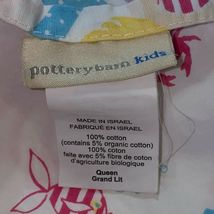 potterybarn kids
MADE IN ISRAEL
FABRIQUÉ EN ISRAËL
100% cotton
(contains 5% organic cotton)
100% coton
faite avec 5% fibre de coton
d'agriculture biologique
Queen
Grand Lit